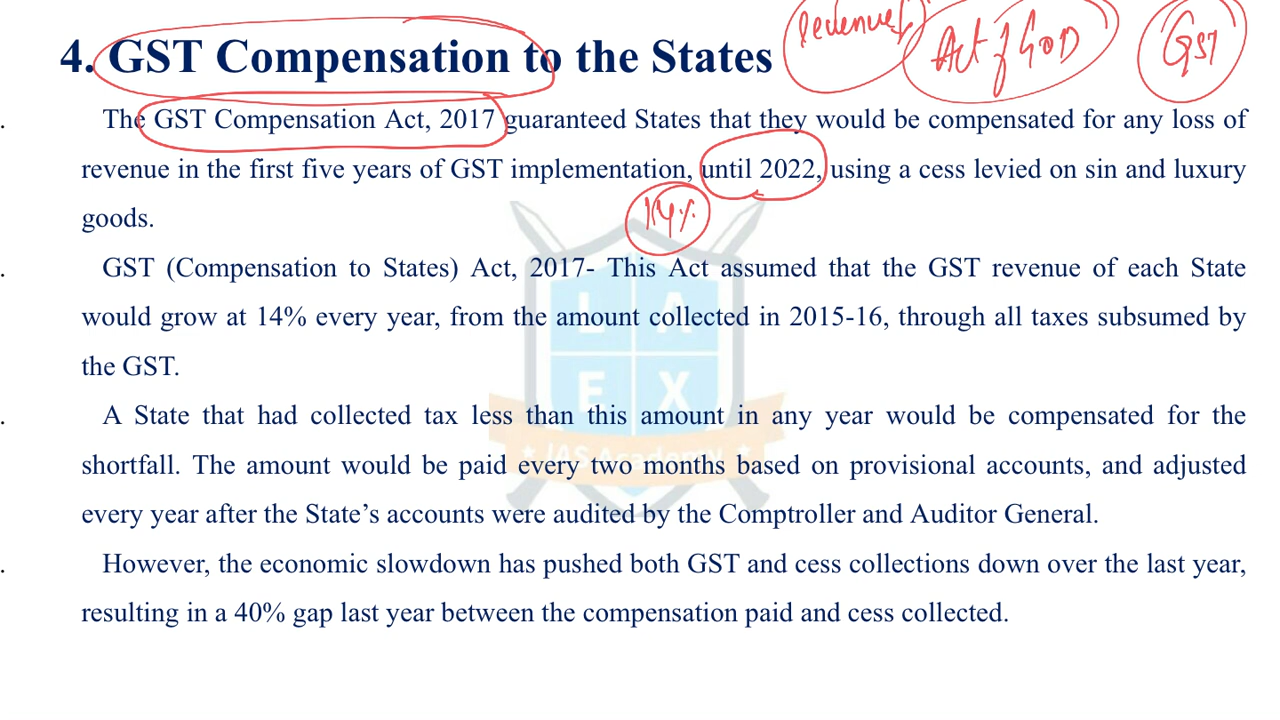 revenue
Act of GOD
GST
4. GST Compensation to the States
. The GST Compensation Act, 2017 guaranteed States that they would be compensated for any loss of
revenue in the first five years of GST implementation, until 2022, using a cess levied on sin and luxury
goods.
14%
. GST (Compensation to States) Act, 2017- This Act assumed that the GST revenue of each State
would grow at 14% every year, from the amount collected in 2015-16, through all taxes subsumed by
the GST.
. A State that had collected tax less than this amount in any year would be compensated for the
shortfall. The amount would be paid every two months based on provisional accounts, and adjusted
every year after the State’s accounts were audited by the Comptroller and Auditor General.
. However, the economic slowdown has pushed both GST and cess collections down over the last year,
resulting in a 40% gap last year between the compensation paid and cess collected.
L A
E X
IAS Academy